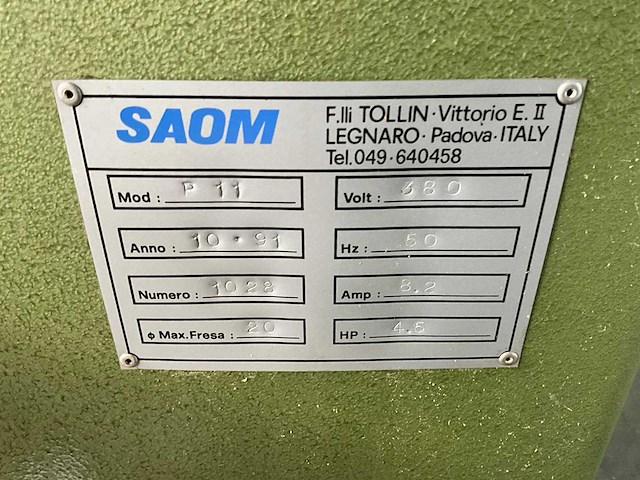 SAOM
F.lli TOLLIN · Vittorio E. II
LEGNARO · Padova · ITALY
Tel. 049 · 640458
Mod : P 11
Volt : 380
Anno : 10 · 91
Hz : 50
Numero : 1028
Amp : 8.2
φ Max. Fresa : 20
HP : 4.5